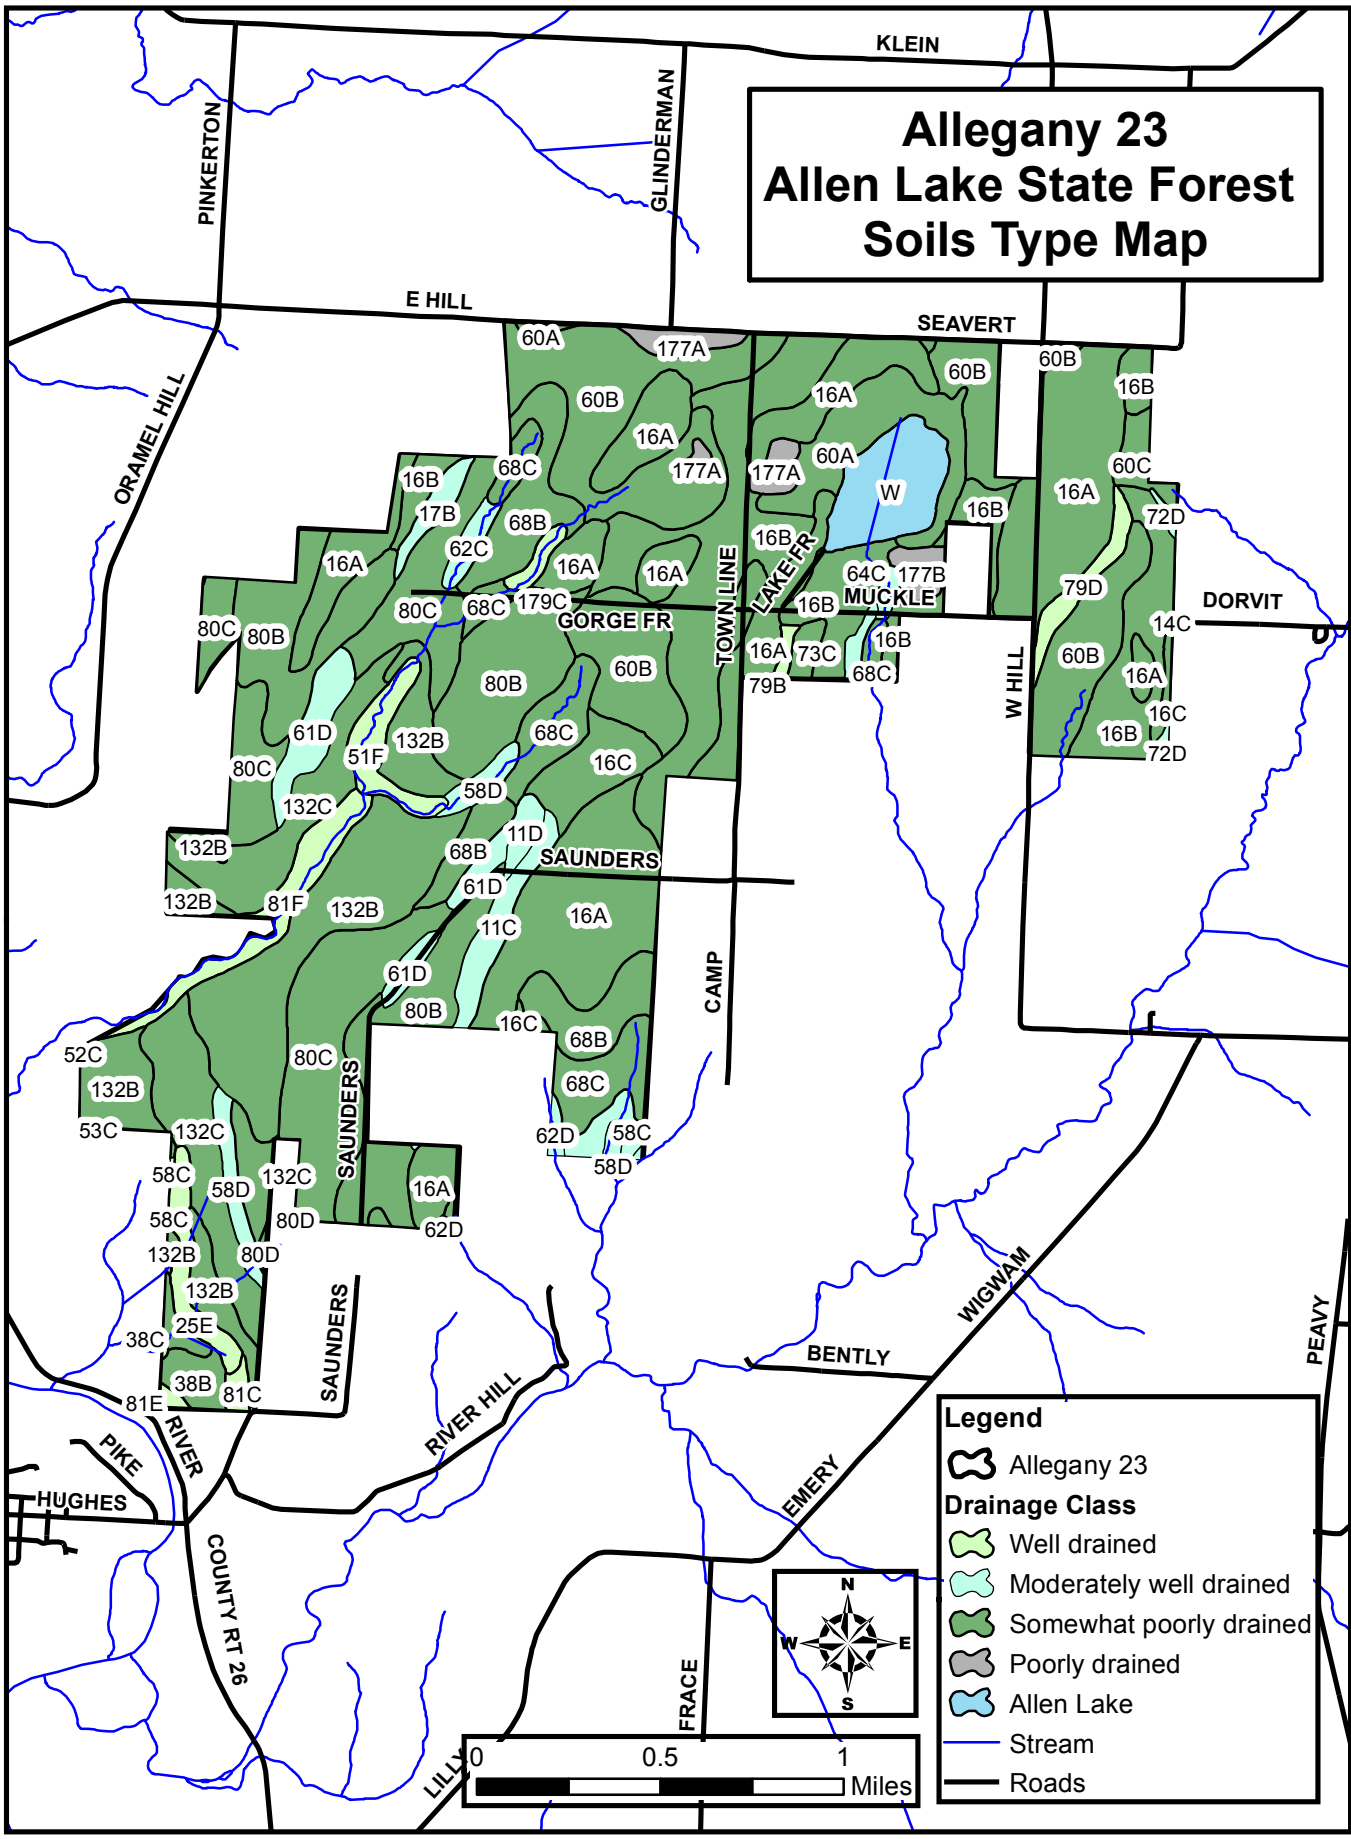 KLEIN
PINKERTON
GLINDERMAN
Allegany 23
Allen Lake State Forest
Soils Type Map
E HILL
SEAVERT
ORAMEL HILL
60A
177A
60B
60B
16B
16A
60B
16A
68C
177A
177A
60A
60C
16A
W
16B
17B
72D
68B
16B
16B
62C
16A
16A
16A
LAKE FR
TOWN LINE
64C
177B
79D
80C
68C
179C
16B
MUCKLE
GORGE FR
DORVIT
80C
80B
14C
16A
73C
16B
60B
60B
16A
68C
79B
80B
W HILL
16C
61D
132B
68C
16B
72D
51F
16C
80C
58D
132C
11D
132B
68B
SAUNDERS
61D
132B
81F
132B
16A
11C
61D
CAMP
80B
16C
68B
52C
80C
68C
132B
SAUNDERS
53C
132C
62D
58C
58D
58C
132C
58D
16A
58C
80D
62D
132B
80D
132B
25E
38C
SAUNDERS
WIGWAM
PEAVY
BENTLY
38B
81C
81E
RIVER
RIVER HILL
PIKE
HUGHES
EMERY
COUNTY RT 26
FRACE
LILLY
Legend
Allegany 23
Drainage Class
Well drained
Moderately well drained
Somewhat poorly drained
Poorly drained
Allen Lake
Stream
Roads
N
W
E
S
0 0.5 1
Miles